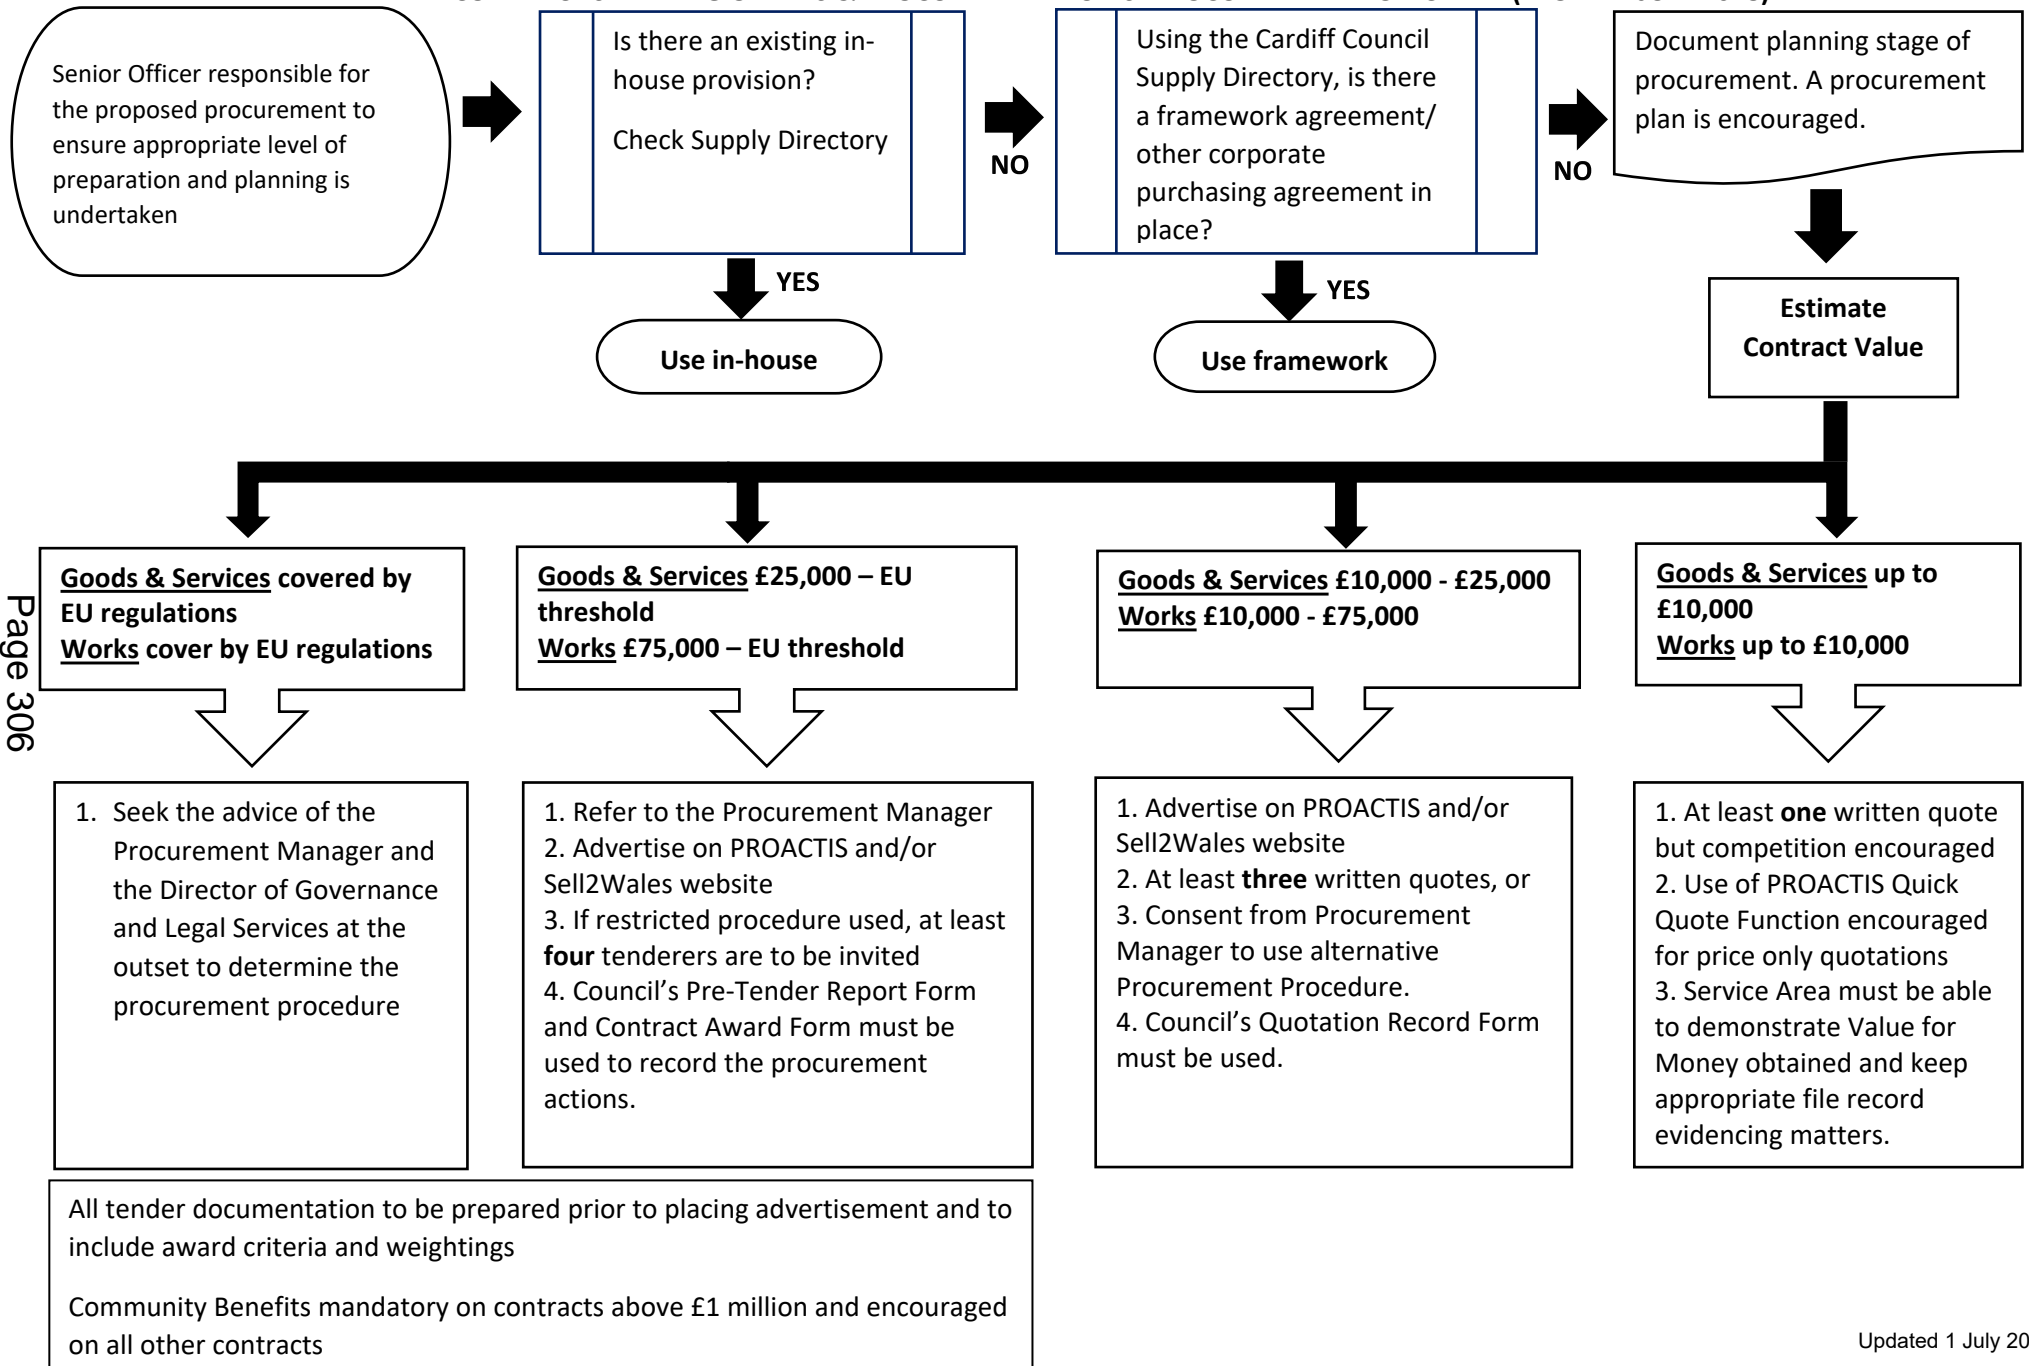 Senior Officer responsible for
the proposed procurement to
ensure appropriate level of
preparation and planning is
undertaken
Is there an existing in-
house provision?
Check Supply Directory
NO
YES
Use in-house
Using the Cardiff Council
Supply Directory, is there
a framework agreement/
other corporate
purchasing agreement in
place?
NO
YES
Use framework
Document planning stage of
procurement. A procurement
plan is encouraged.
Estimate
Contract Value
Goods & Services covered by
EU regulations
Works cover by EU regulations
Goods & Services £25,000 – EU
threshold
Works £75,000 – EU threshold
Goods & Services £10,000 - £25,000
Works £10,000 - £75,000
Goods & Services up to
£10,000
Works up to £10,000
Page 306
1. Seek the advice of the
Procurement Manager and
the Director of Governance
and Legal Services at the
outset to determine the
procurement procedure
1. Refer to the Procurement Manager
2. Advertise on PROACTIS and/or
Sell2Wales website
3. If restricted procedure used, at least
four tenderers are to be invited
4. Council’s Pre-Tender Report Form
and Contract Award Form must be
used to record the procurement
actions.
1. Advertise on PROACTIS and/or
Sell2Wales website
2. At least three written quotes, or
3. Consent from Procurement
Manager to use alternative
Procurement Procedure.
4. Council’s Quotation Record Form
must be used.
1. At least one written quote
but competition encouraged
2. Use of PROACTIS Quick
Quote Function encouraged
for price only quotations
3. Service Area must be able
to demonstrate Value for
Money obtained and keep
appropriate file record
evidencing matters.
All tender documentation to be prepared prior to placing advertisement and to
include award criteria and weightings
Community Benefits mandatory on contracts above £1 million and encouraged
on all other contracts
Updated 1 July 20